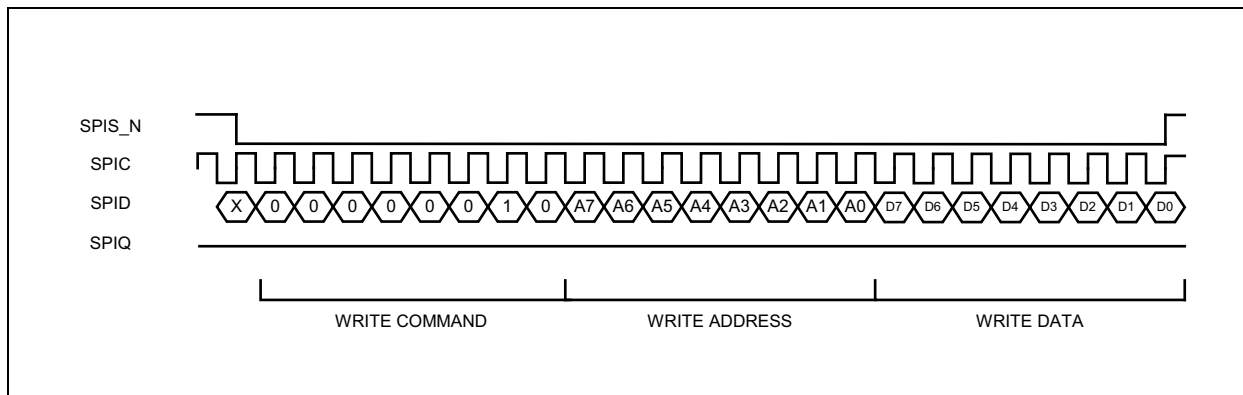 SPIS_N
SPIC
SPID X 0 0 0 0 0 0 1 0 A7 A6 A5 A4 A3 A2 A1 A0 D7 D6 D5 D4 D3 D2 D1 D0
SPIQ
WRITE COMMAND WRITE ADDRESS WRITE DATA